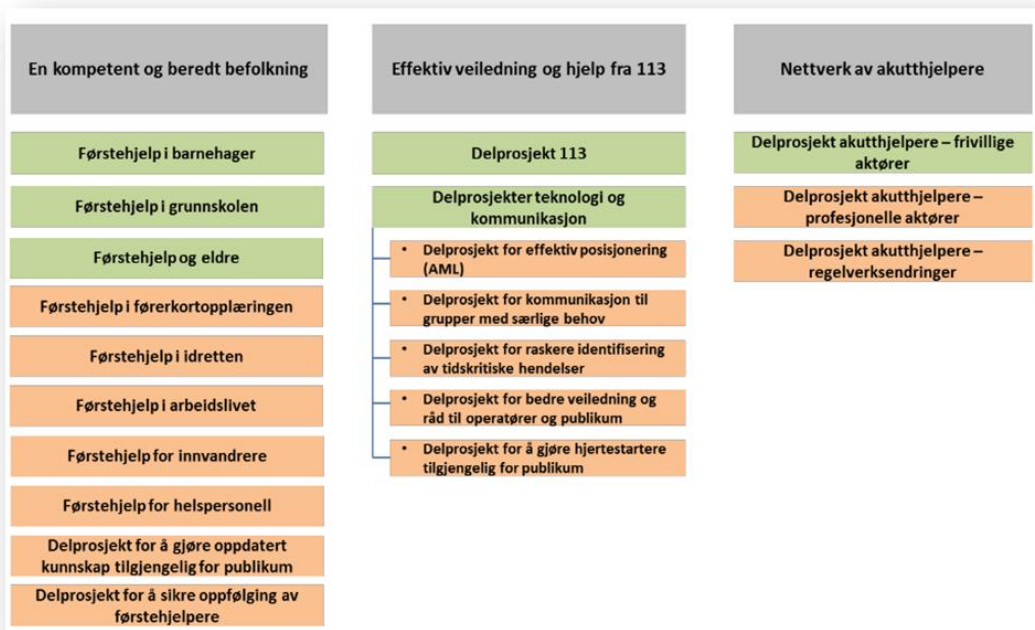 En kompetent og beredt befolkning
Førstehjelp i barnehager
Førstehjelp i grunnskolen
Førstehjelp og eldre
Førstehjelp i førerkortopplæringen
Førstehjelp i idretten
Førstehjelp i arbeidslivet
Førstehjelp for innvandrere
Førstehjelp for helspersonell
Delprosjekt for å gjøre oppdatert
kunnskap tilgjengelig for publikum
Delprosjekt for å sikre oppfølging av
førstehjelpere
Effektiv veiledning og hjelp fra 113
Delprosjekt 113
Delprosjekter teknologi og
kommunikasjon
• Delprosjekt for effektiv posisjonering
(AML)
• Delprosjekt for kommunikasjon til
grupper med særlige behov
• Delprosjekt for raskere identifisering
av tidskritiske hendelser
• Delprosjekt for bedre veiledning og
råd til operatører og publikum
• Delprosjekt for å gjøre hjertestartere
tilgjengelig for publikum
Nettverk av akutthjelpere
Delprosjekt akutthjelpere – frivillige
aktører
Delprosjekt akutthjelpere –
profesjonelle aktører
Delprosjekt akutthjelpere –
regelverksendringer